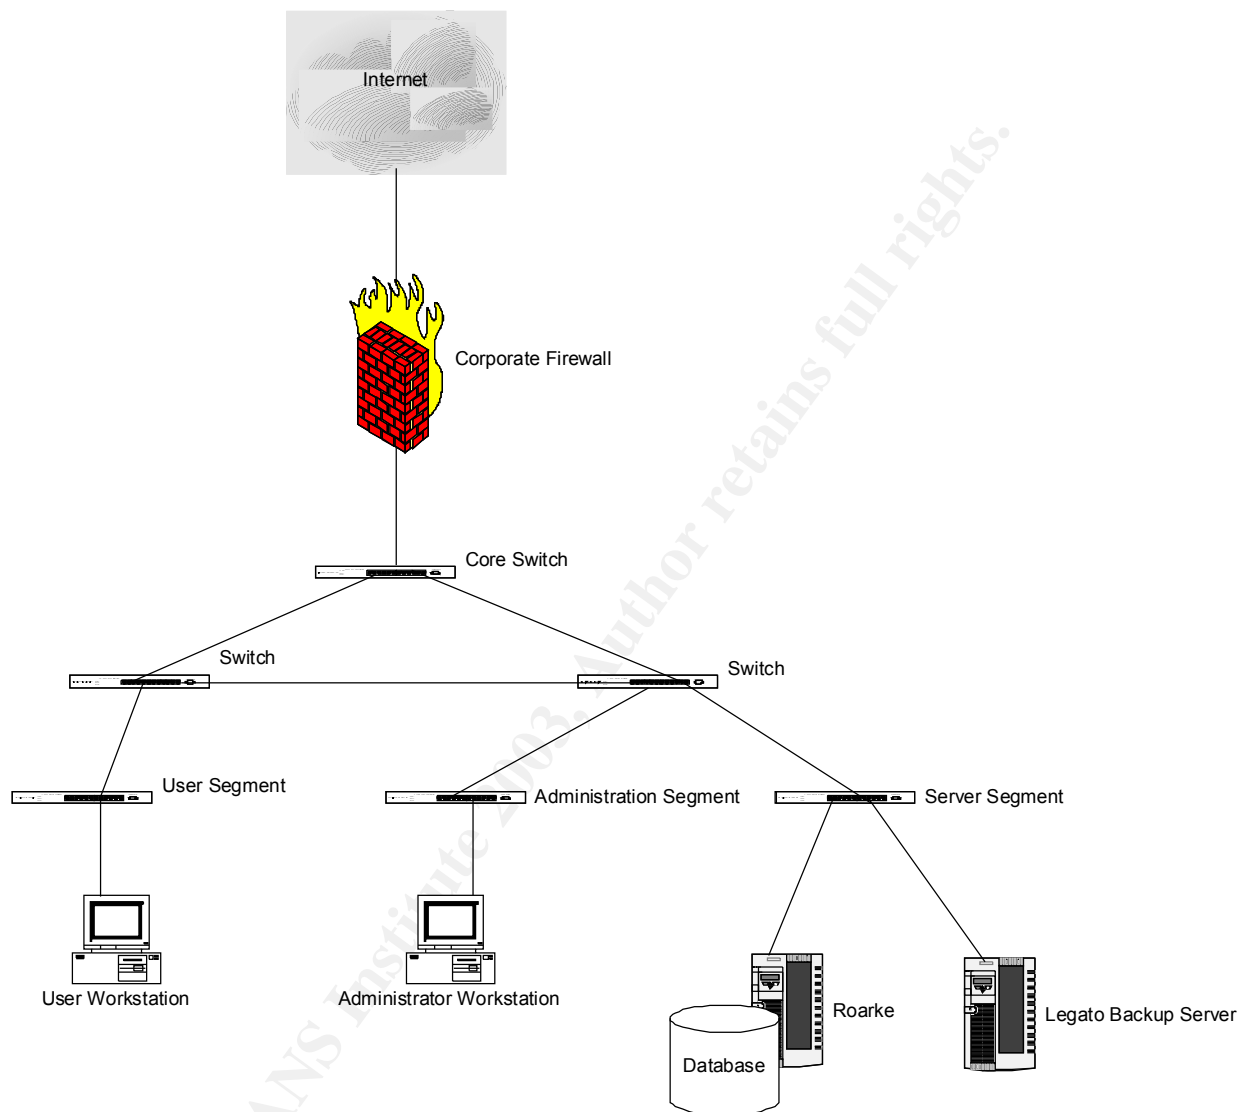 Internet
Corporate Firewall
Core Switch
Switch
Switch
User Segment
Administration Segment
Server Segment
User Workstation
Administrator Workstation
Roarke
Legato Backup Server
Database
ANS Institute 2003, Author retains full rights.